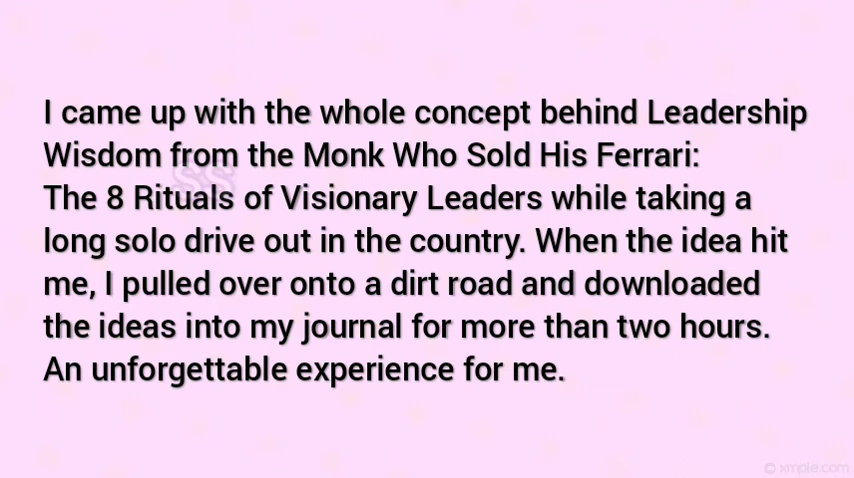 I came up with the whole concept behind Leadership
Wisdom from the Monk Who Sold His Ferrari:
The 8 Rituals of Visionary Leaders while taking a
long solo drive out in the country. When the idea hit
me, I pulled over onto a dirt road and downloaded
the ideas into my journal for more than two hours.
An unforgettable experience for me.
ss
© xmple.com